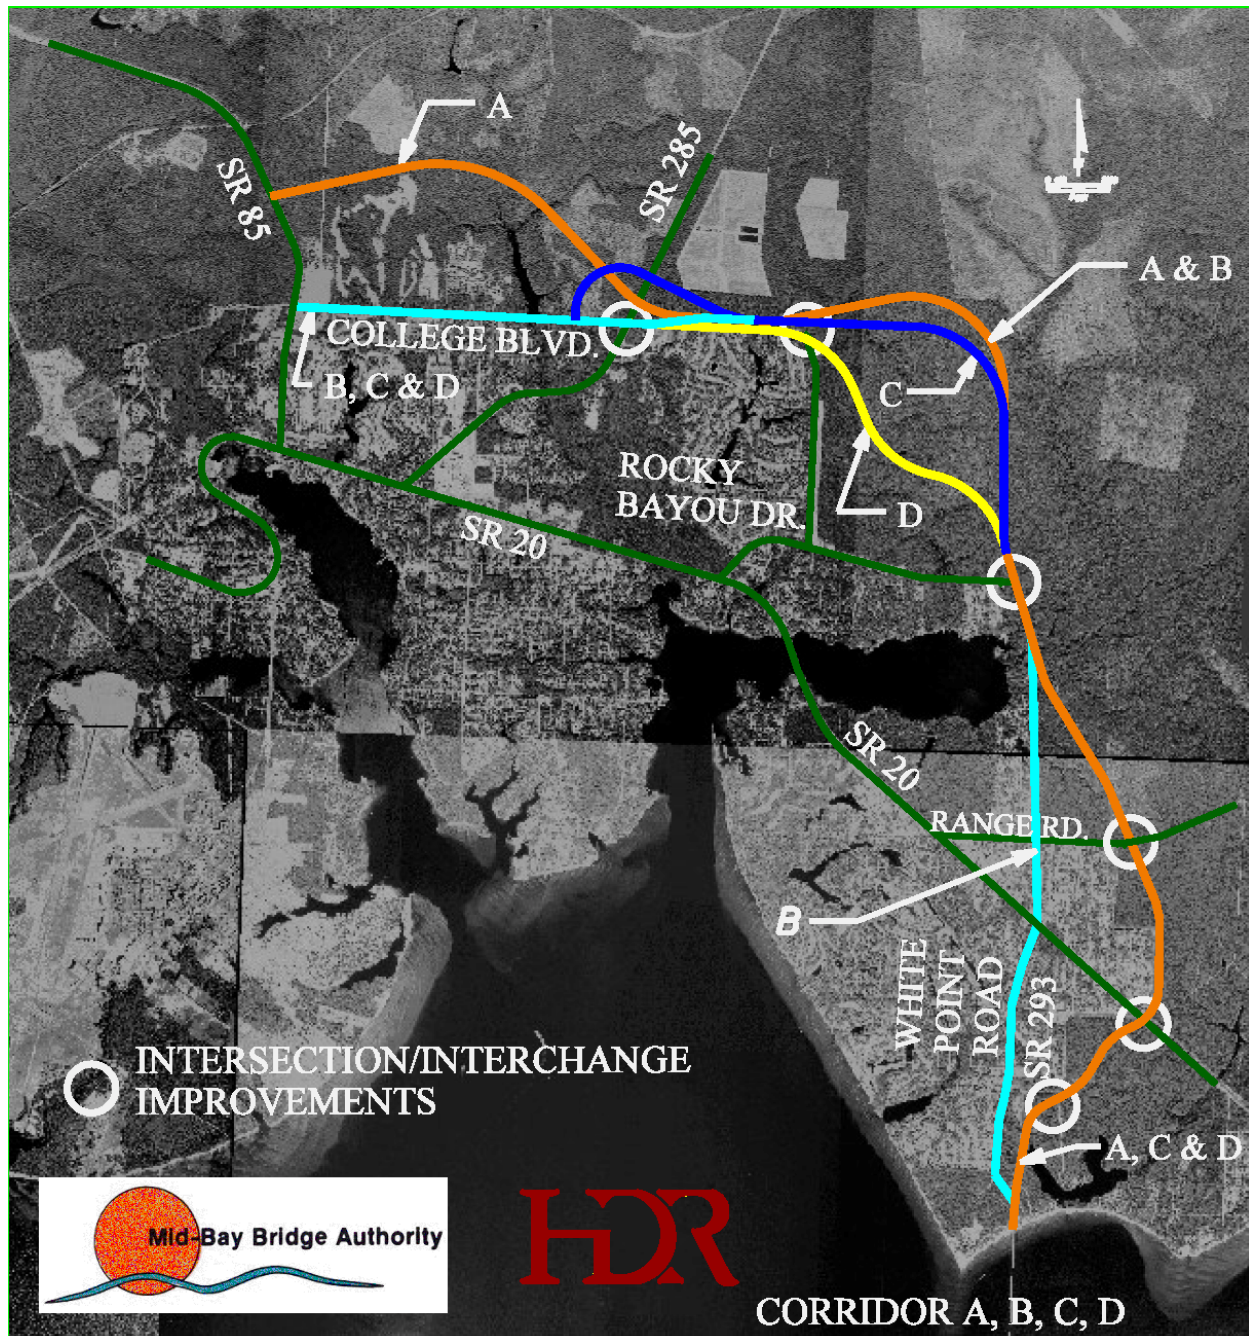 A
SR 285
SR 85
A & B
COLLEGE BLVD.
B, C & D
C
ROCKY
BAYOU DR.
D
SR 20
SR 20
RANGE RD.
B
WHITE
POINT
ROAD
SR 293
INTERSECTION/INTERCHANGE
IMPROVEMENTS
A, C & D
Mid-Bay Bridge Authority
HDR
CORRIDOR A, B, C, D